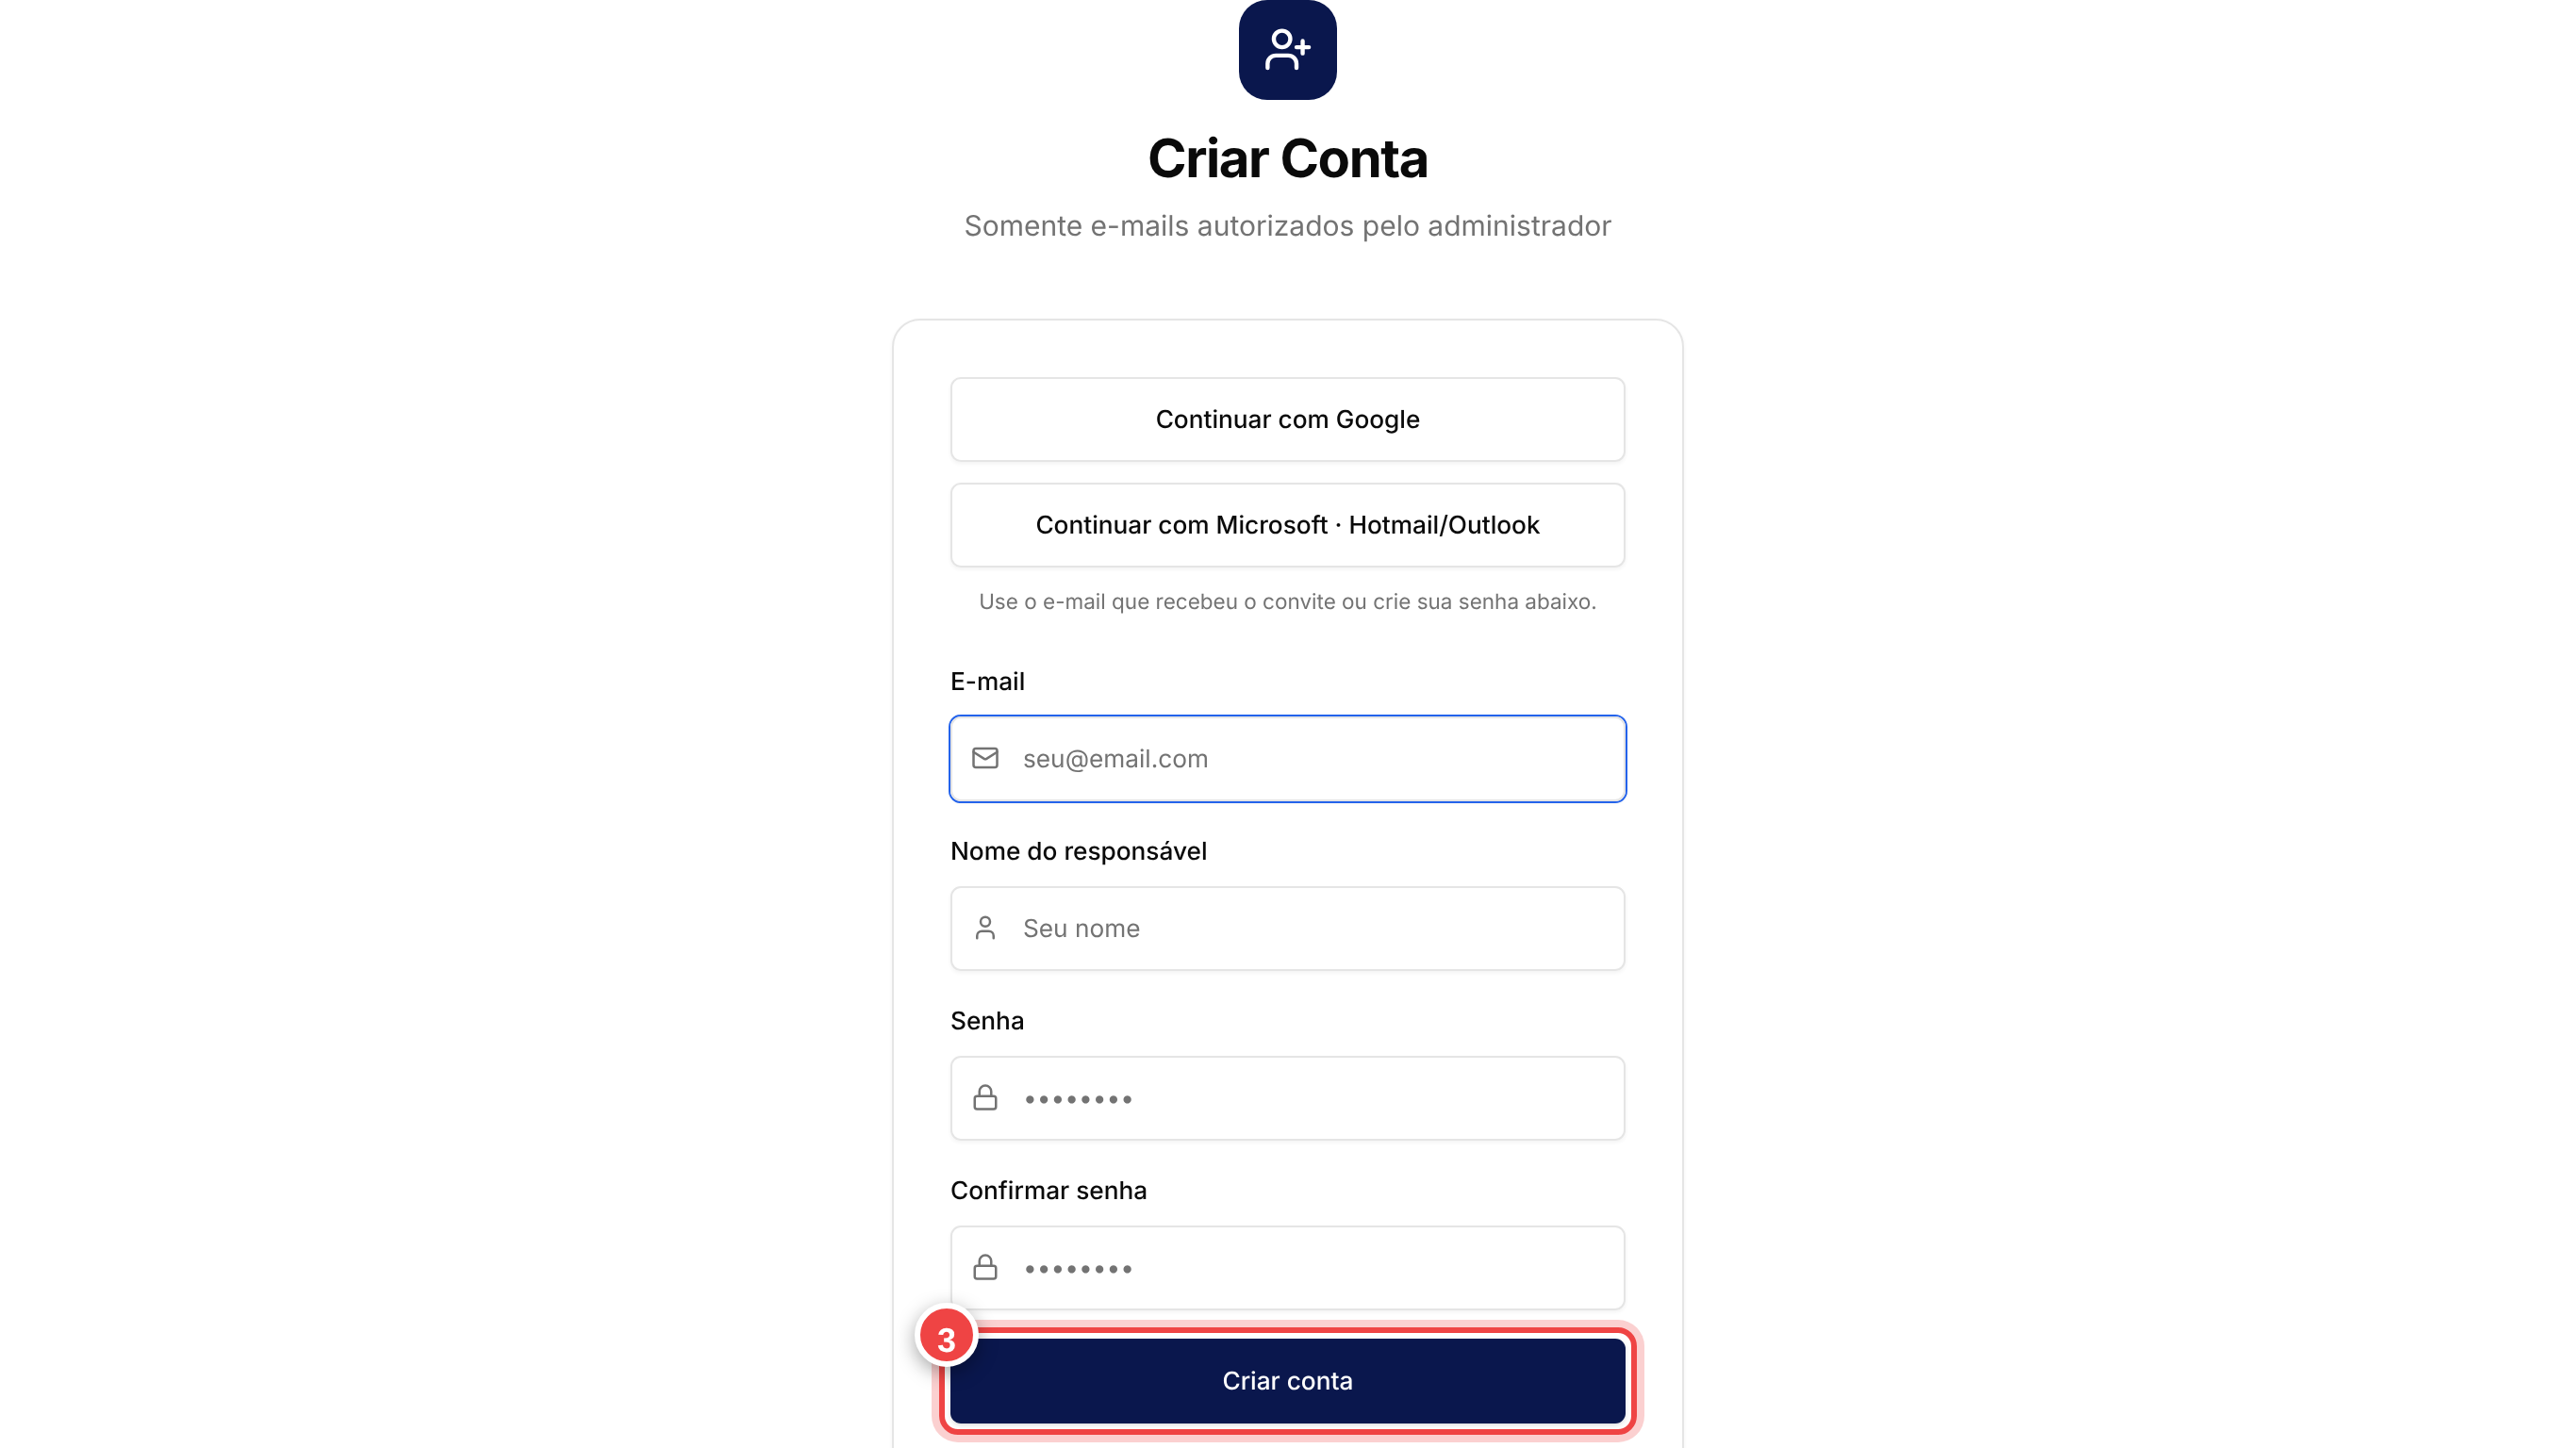 Criar Conta
Somente e-mails autorizados pelo administrador
Continuar com Google
Continuar com Microsoft · Hotmail/Outlook
Use o e-mail que recebeu o convite ou crie sua senha abaixo.
E-mail
seu@email.com
Nome do responsável
Seu nome
Senha
••••••••
Confirmar senha
••••••••
3
Criar conta